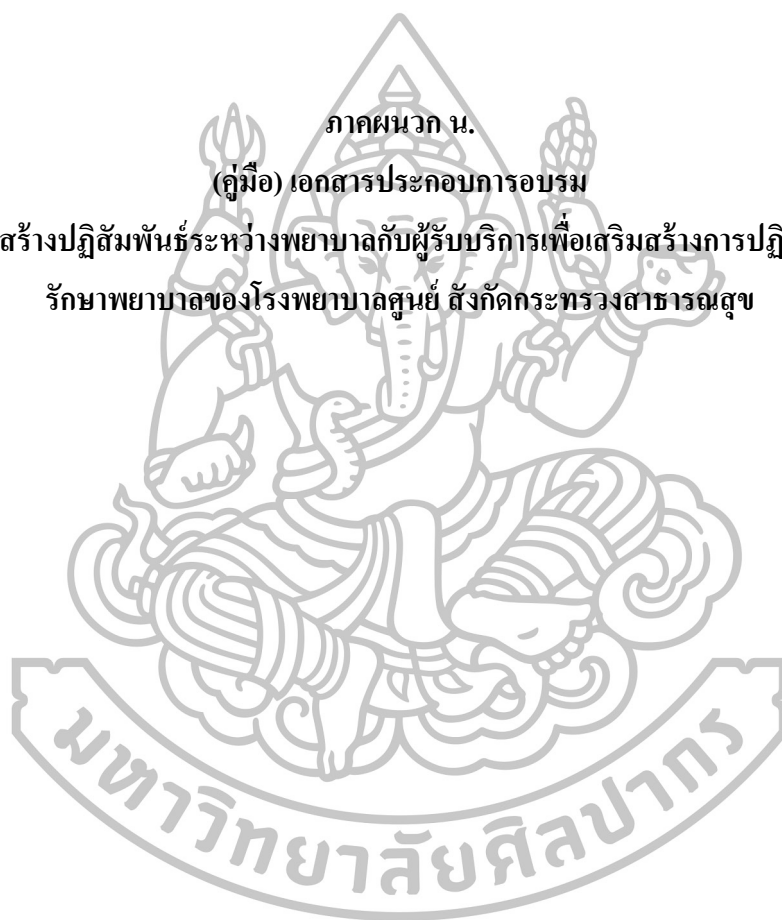 ภาคผนวก น.
(คู่มือ) เอกสารประกอบการอบรม
สร้างปฏิสัมพันธ์ระหว่างพยาบาลกับผู้รับบริการเพื่อเสริมสร้างการปฏิ
รักษาพยาบาลของโรงพยาบาลศูนย์ สังกัดกระทรวงสาธารณสุข
มหาวิทยาลัยศิลปากร